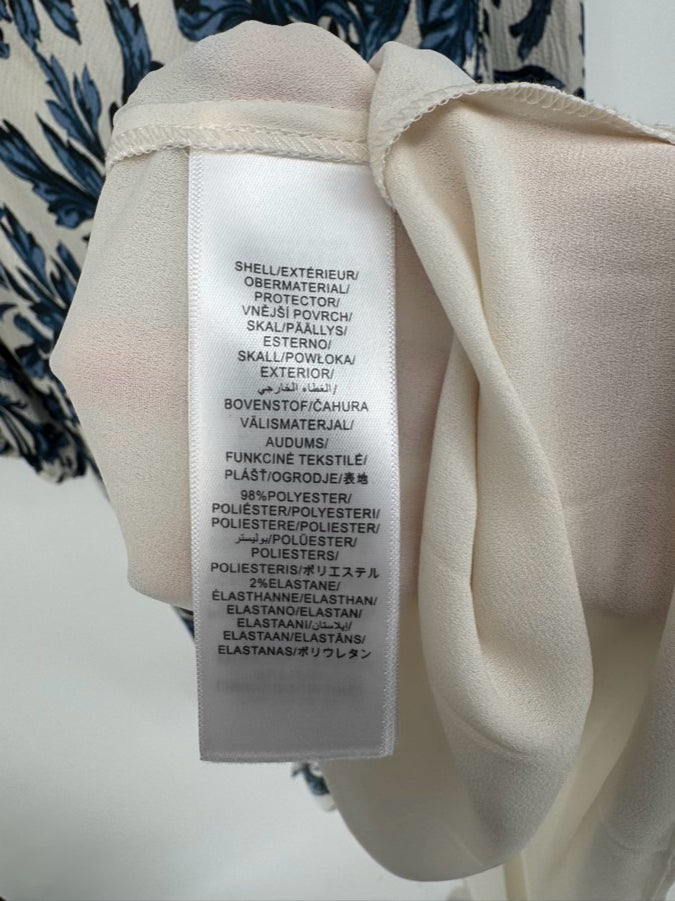 SHELL/EXTÉRIEUR/
OBERMATERIAL/
PROTECTOR/
VNĚJŠÍ POVRCH/
SKAL/PÄÄLLYS/
ESTERNO/
SKALL/POWŁOKA/
EXTERIOR/
الغطاء الخارجي/
BOVENSTOF/ČAHURA
VÄLISMATERJAL/
AUDUMS/
FUNKCINĖ TEKSTILĖ/
PLÁŠŤ/OGRODJE/表地
98%POLYESTER/
POLIÉSTER/POLYESTERI/
POLIESTERE/POLIESTER/
بوليستر/POLÜESTER/
POLIESTERS/
POLIESTERIS/ポリエステル
2%ELASTANE/
ÉLASTHANNE/ELASTHAN/
ELASTANO/ELASTAN/
ELASTAANI/إيلاستان/
ELASTAAN/ELASTĀNS/
ELASTANAS/ポリウレタン